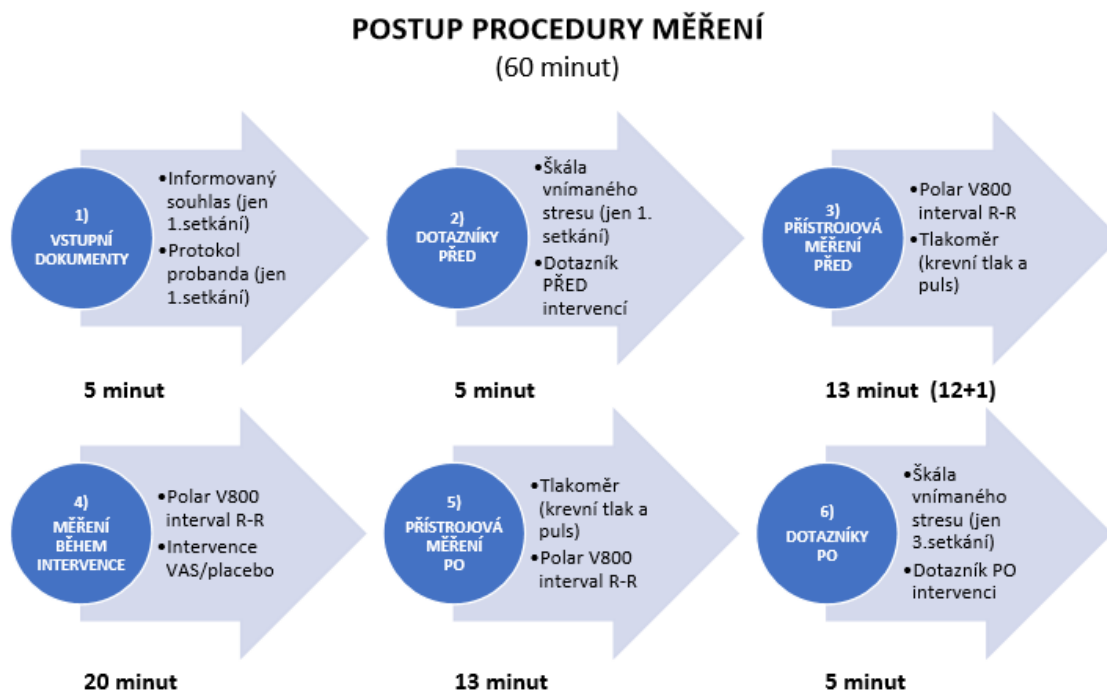 POSTUP PROCEDURY MĚŘENÍ
(60 minut)
1)
VSTUPNÍ
DOKUMENTY
•Informovaný
souhlas (jen
1.setkání)
•Protokol
probanda (jen
1.setkání)
5 minut
2)
DOTAZNÍKY
PŘED
•Škála
vnímaného
stresu (jen 1.
setkání)
•Dotazník
PŘED
intervencí
5 minut
3)
PŘÍSTROJOVÁ
MĚŘENÍ
PŘED
•Polar V800
interval R-R
•Tlakoměr
(krevní tlak a
puls)
13 minut (12+1)
4)
MĚŘENÍ
BĚHEM
INTERVENCE
•Polar V800
interval R-R
•Intervence
VAS/placebo
20 minut
5)
PŘÍSTROJOVÁ
MĚŘENÍ
PO
•Tlakoměr
(krevní tlak a
puls)
•Polar V800
interval R-R
13 minut
6)
DOTAZNÍKY
PO
•Škála
vnímaného
stresu (jen
3.setkání)
•Dotazník PO
intervenci
5 minut